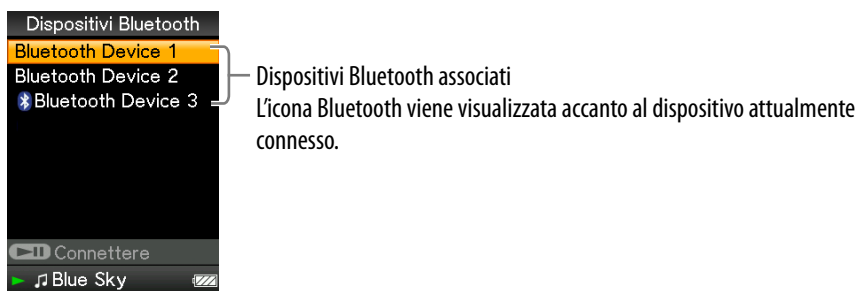 Dispositivi Bluetooth
Bluetooth Device 1
Bluetooth Device 2
Bluetooth Device 3
Connettere
Blue Sky
Dispositivi Bluetooth associati
L'icona Bluetooth viene visualizzata accanto al dispositivo attualmente
connesso.